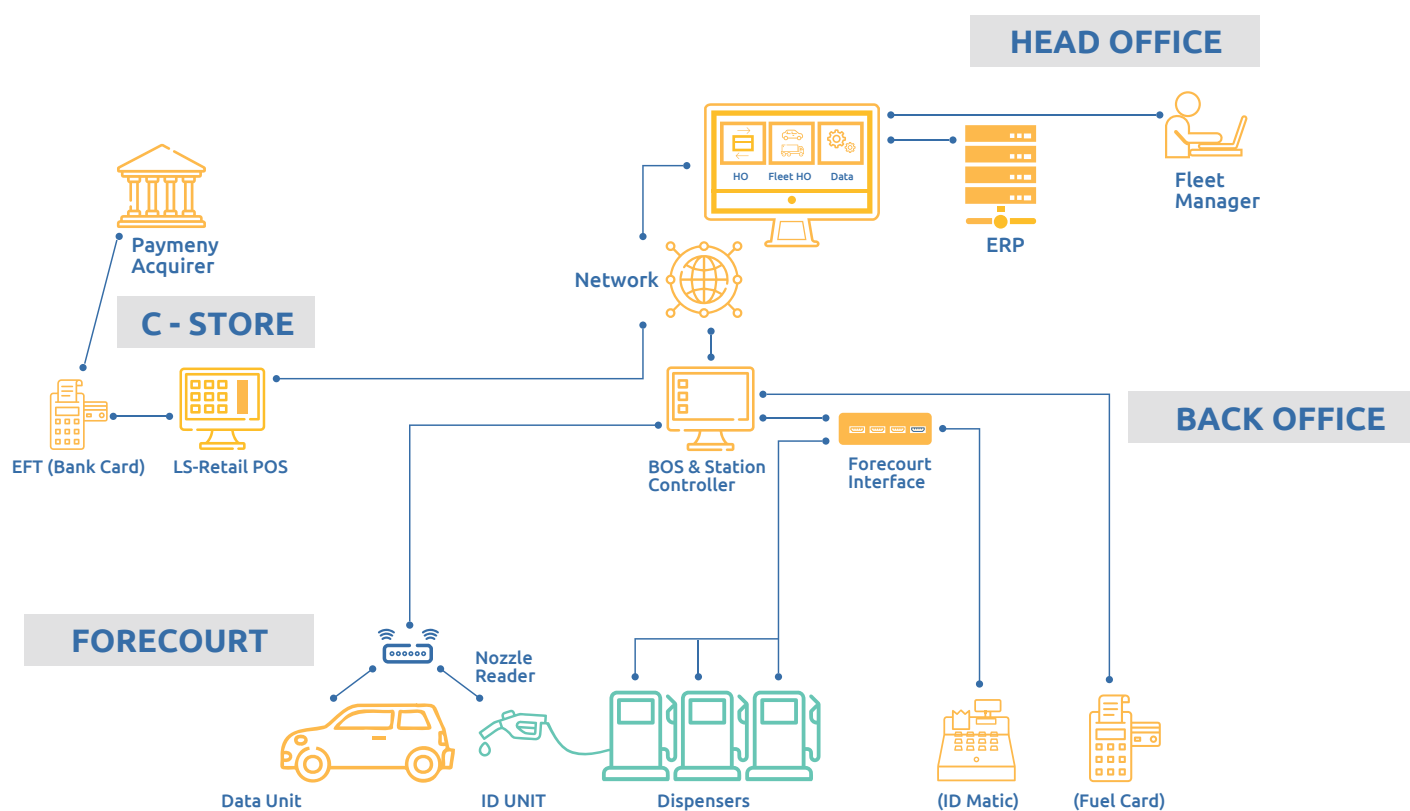 HEAD OFFICE
HO
Fleet HO
Data
Fleet
Manager
ERP
Paymeny
Acquirer
Network
C - STORE
BACK OFFICE
EFT (Bank Card)
LS-Retail POS
BOS & Station
Controller
Forecourt
Interface
FORECOURT
Nozzle
Reader
Data Unit
ID UNIT
Dispensers
(ID Matic)
(Fuel Card)